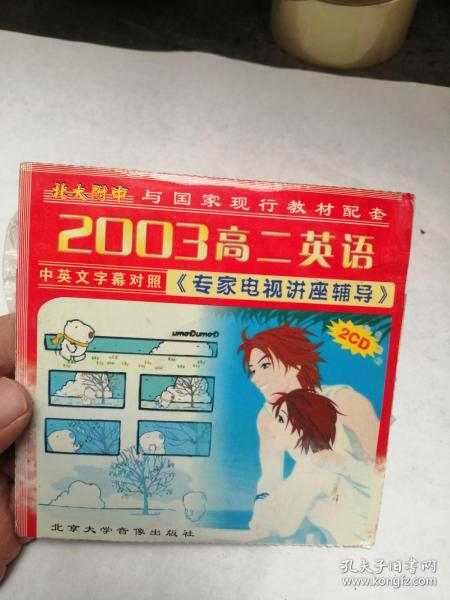 北大附中 与国家现行教材配套
2003高二英语
中英文字幕对照《专家电视讲座辅导》
OumoOumo
2CD
北京大学音像出版社
孔夫子旧书网
www.kongfz.com